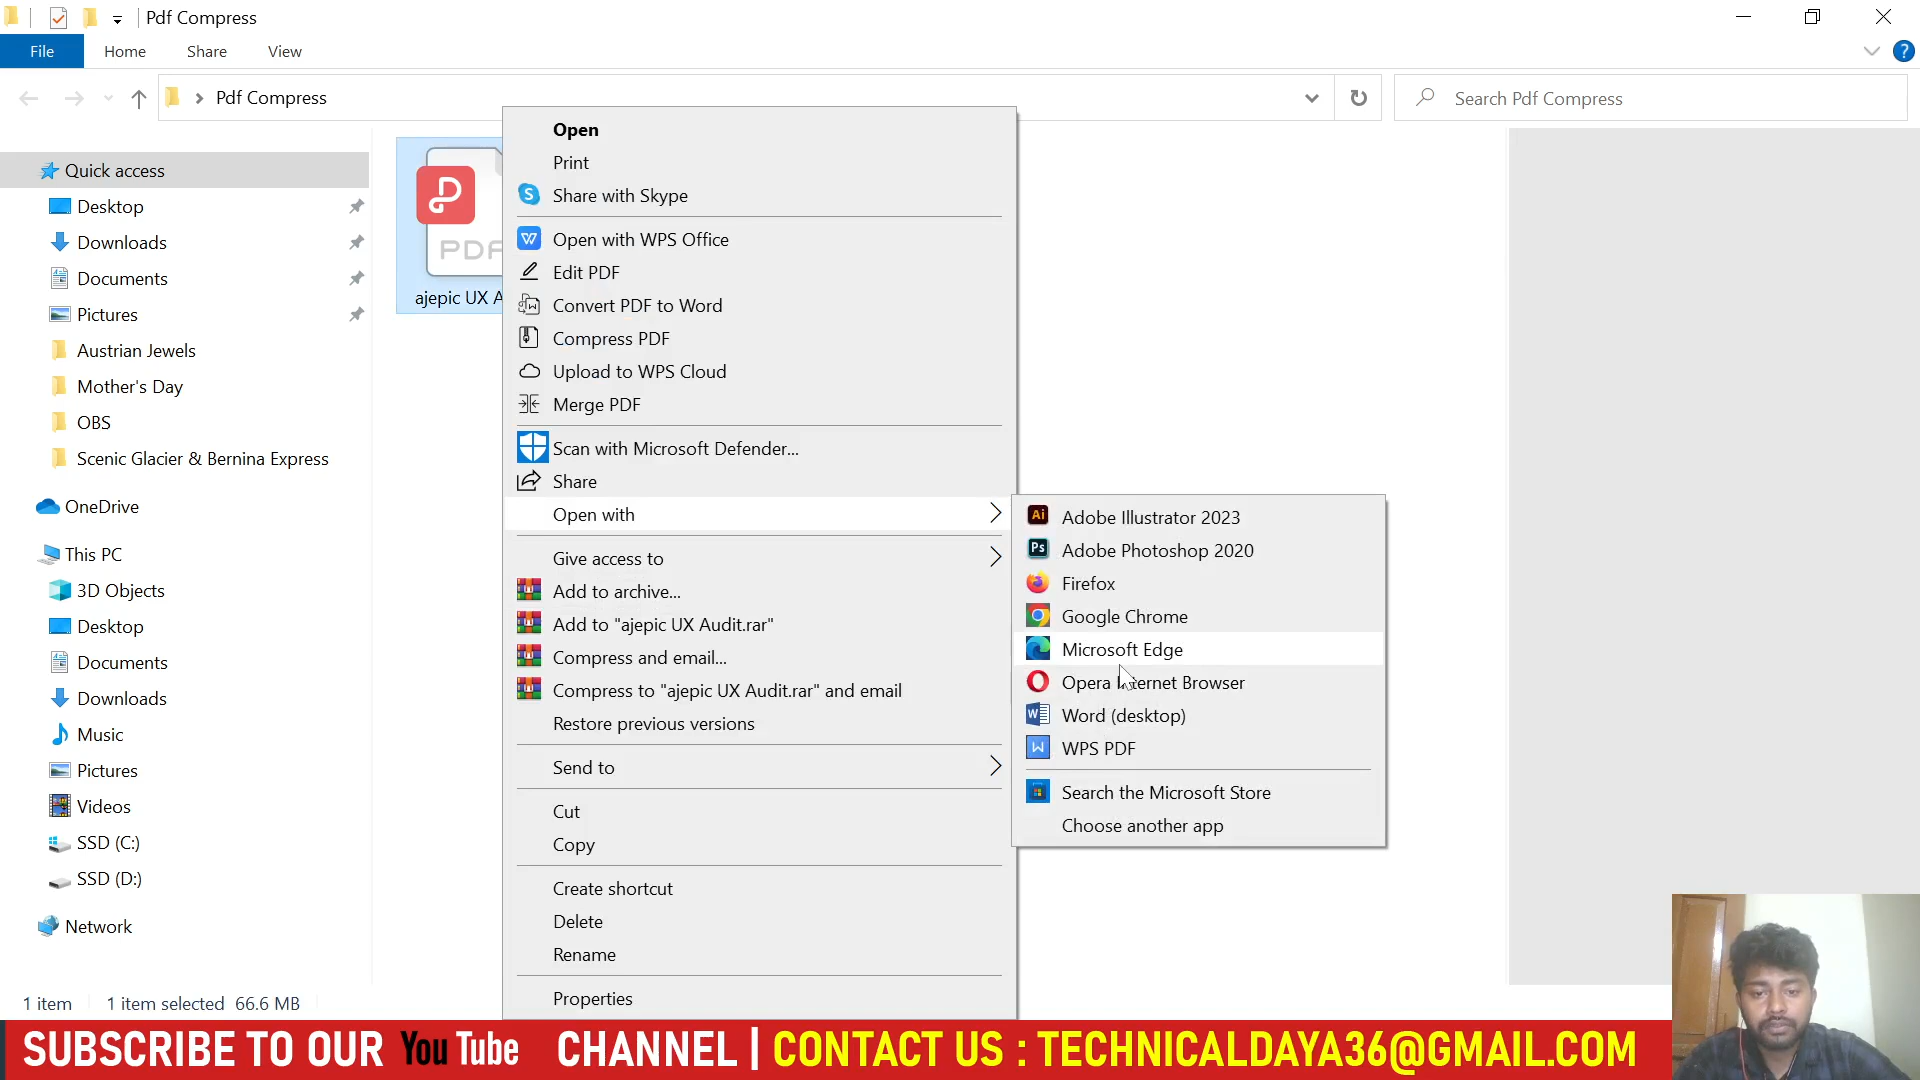 Pdf Compress
File
Home
Share
View
Pdf Compress
Search Pdf Compress
?
Quick access
Desktop
Downloads
Documents
Pictures
Austrian Jewels
Mother's Day
OBS
Scenic Glacier & Bernina Express
OneDrive
This PC
3D Objects
Desktop
Documents
Downloads
Music
Pictures
Videos
SSD (C:)
SSD (D:)
Network
PDF
ajepic UX A
Open
Print
S Share with Skype
W Open with WPS Office
Edit PDF
Convert PDF to Word
Compress PDF
Upload to WPS Cloud
Merge PDF
Scan with Microsoft Defender...
Share
Open with
Give access to
Add to archive...
Add to "ajepic UX Audit.rar"
Compress and email...
Compress to "ajepic UX Audit.rar" and email
Restore previous versions
Send to
Cut
Copy
Create shortcut
Delete
Rename
Properties
Ai Adobe Illustrator 2023
Ps Adobe Photoshop 2020
Firefox
Google Chrome
Microsoft Edge
Opera Internet Browser
W Word (desktop)
W WPS PDF
Search the Microsoft Store
Choose another app
1 item 1 item selected 66.6 MB
SUBSCRIBE TO OUR YouTube CHANNEL | CONTACT US : TECHNICALDAYA36@GMAIL.COM